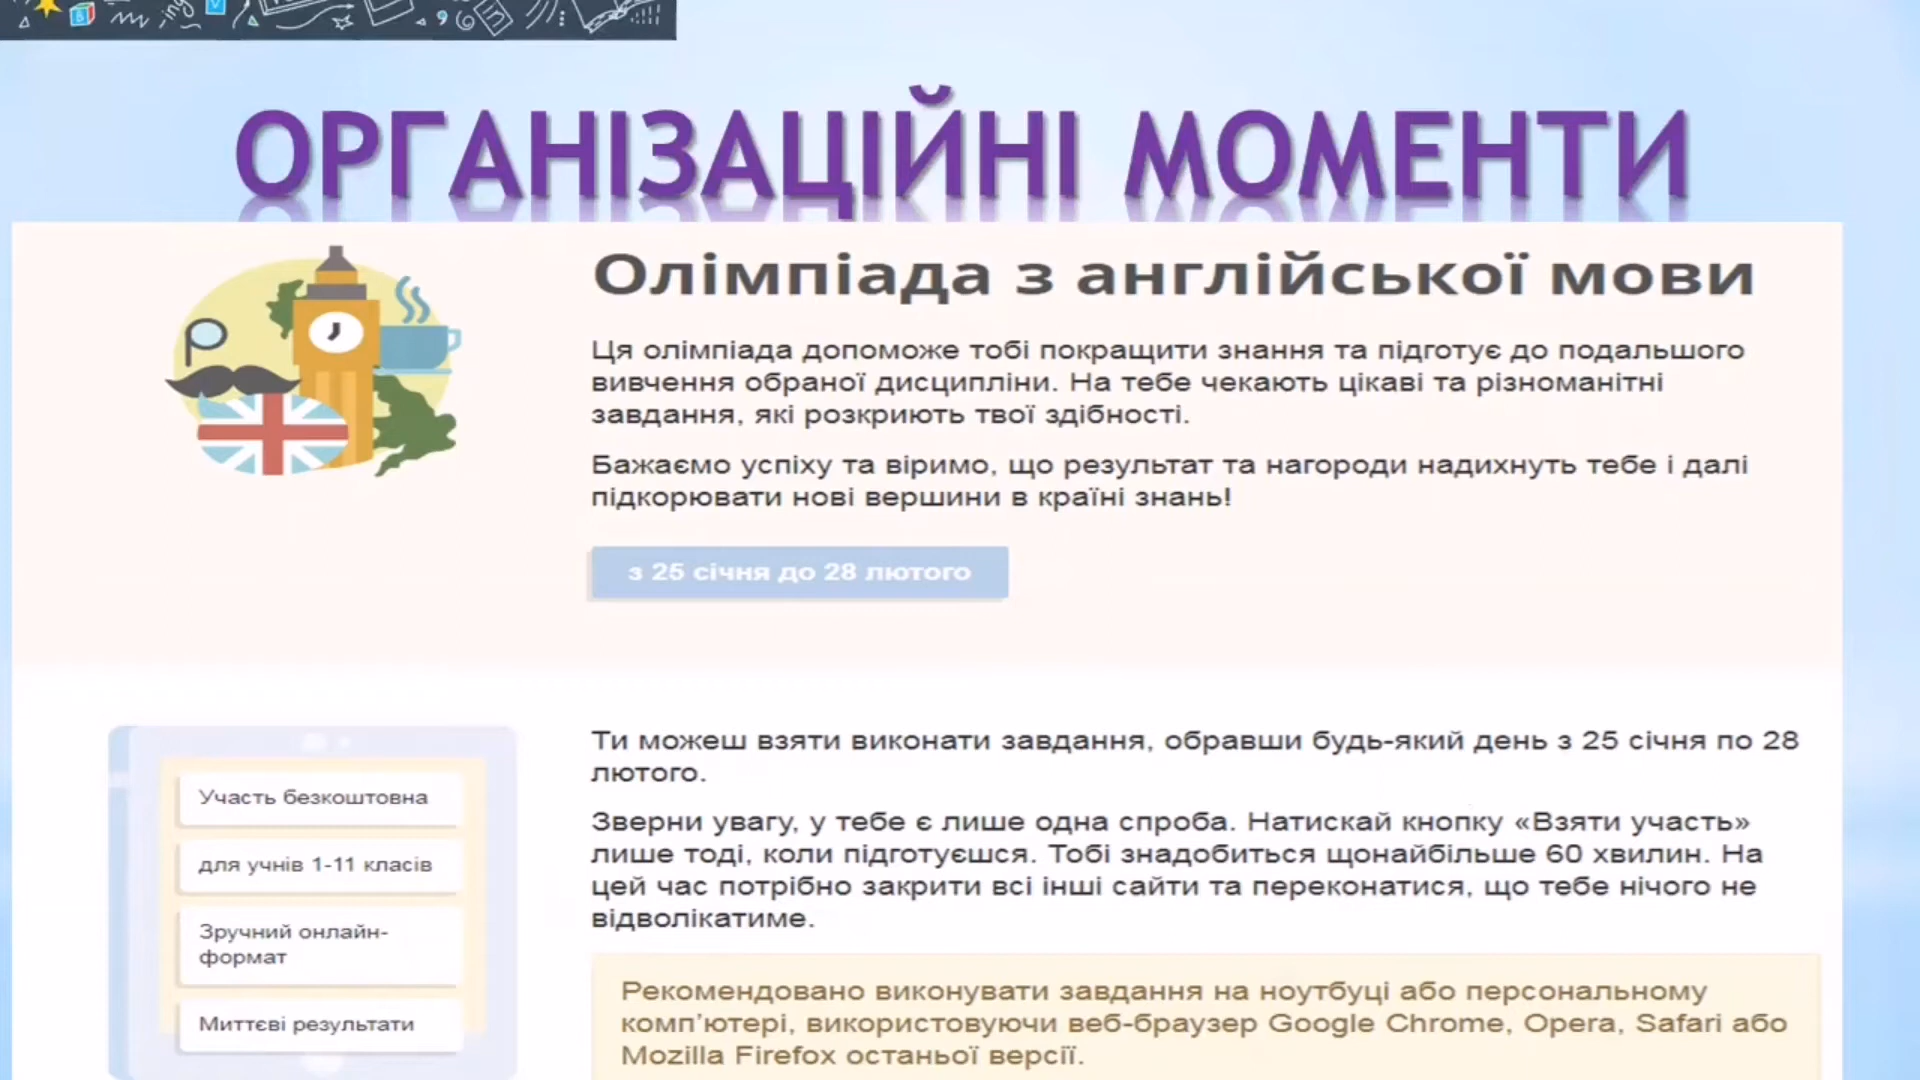 ОРГАНІЗАЦІЙНІ МОМЕНТИ
Олімпіада з англійської мови
Ця олімпіада допоможе тобі покращити знання та підготує до подальшого
вивчення обраної дисципліни. На тебе чекають цікаві та різноманітні
завдання, які розкриють твої здібності.
Бажаємо успіху та віримо, що результат та нагороди надихнуть тебе і далі
підкорювати нові вершини в країні знань!
з 25 січня до 28 лютого
Участь безкоштовна
для учнів 1-11 класів
Зручний онлайн-
формат
Миттєві результати
Ти можеш взяти виконати завдання, обравши будь-який день з 25 січня по 28
лютого.
Зверни увагу, у тебе є лише одна спроба. Натискай кнопку «Взяти участь»
лише тоді, коли підготуєшся. Тобі знадобиться щонайбільше 60 хвилин. На
цей час потрібно закрити всі інші сайти та переконатися, що тебе нічого не
відволікатиме.
Рекомендовано виконувати завдання на ноутбуці або персональному
комп’ютері, використовуючи веб-браузер Google Chrome, Opera, Safari або
Mozilla Firefox останьої версії.